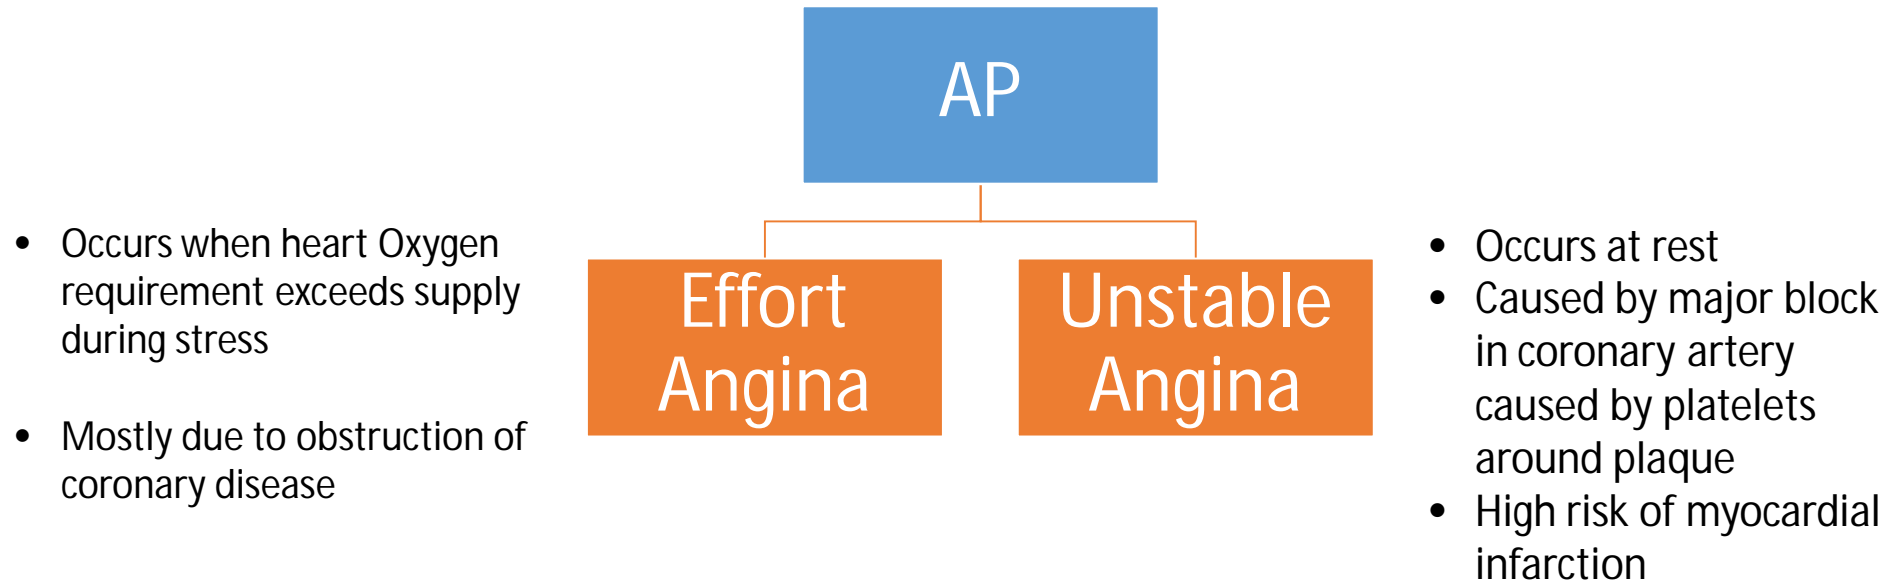 AP
• Occurs when heart Oxygen
requirement exceeds supply
during stress
• Mostly due to obstruction of
coronary disease
Effort
Angina
Unstable
Angina
• Occurs at rest
• Caused by major block
in coronary artery
caused by platelets
around plaque
• High risk of myocardial
infarction